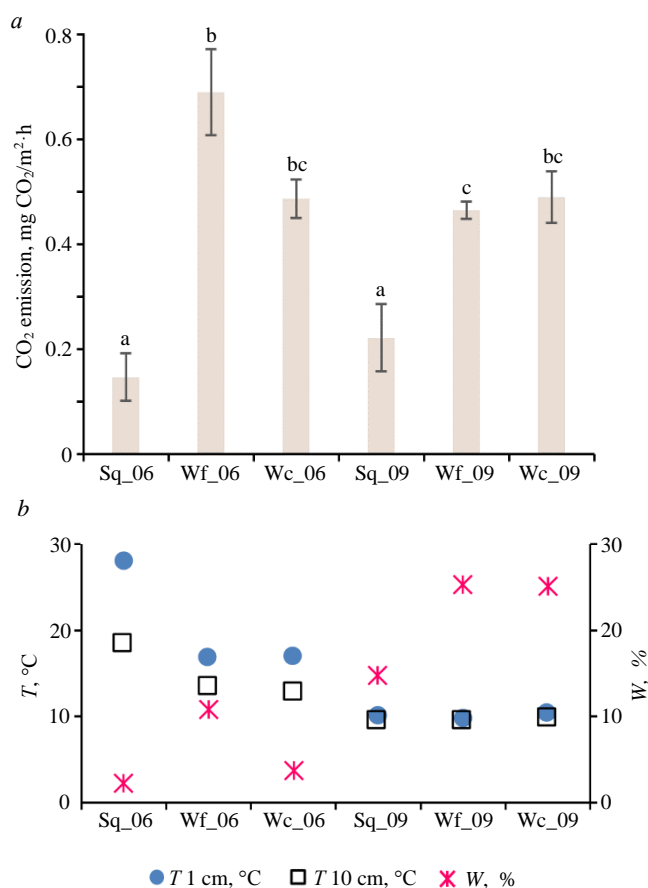 a
CO₂ emission, mg CO₂/m²·h
0.8
0.6
0.4
0.2
0
a
b
bc
a
c
bc
Sq_06 Wf_06 Wc_06 Sq_09 Wf_09 Wc_09
b
T, °C
30
20
10
0
30
20
10
0
W, %
Sq_06 Wf_06 Wc_06 Sq_09 Wf_09 Wc_09
T 1 cm, °C T 10 cm, °C W, %